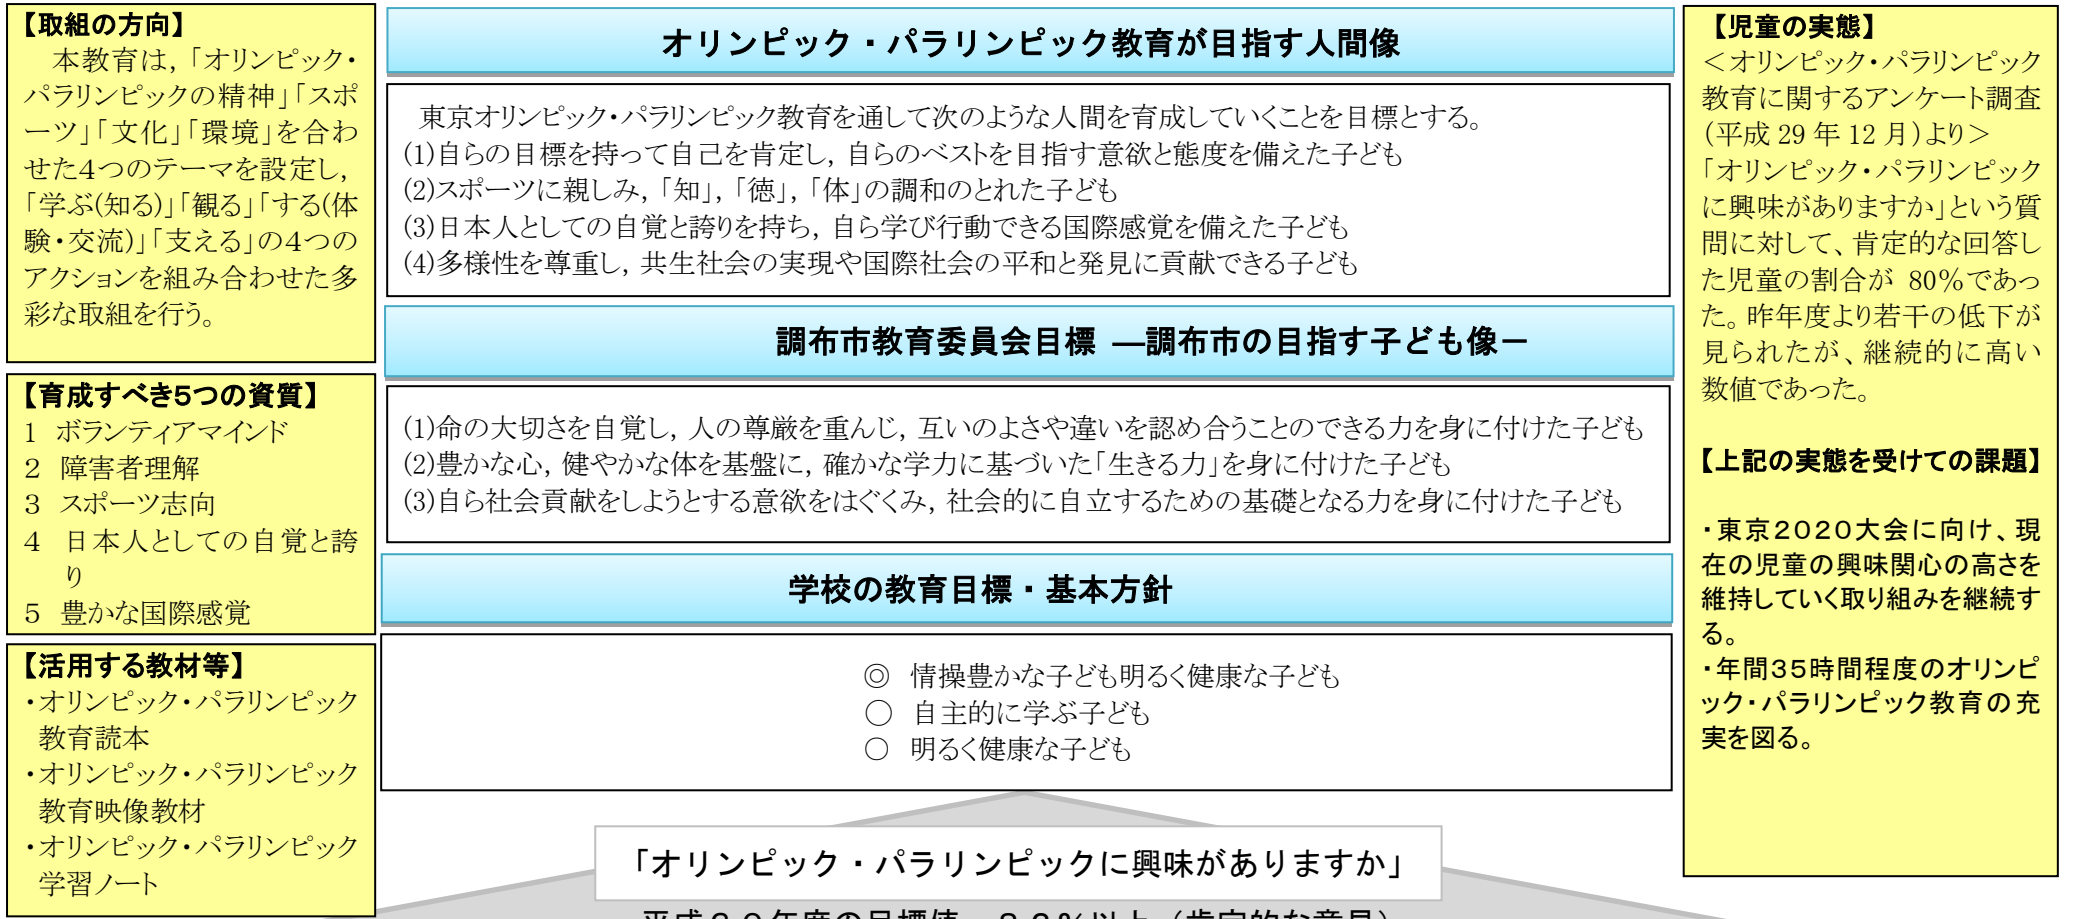 【取組の方向】
本教育は，「オリンピック・
パラリンピックの精神」「スポ
ーツ」「文化」「環境」を合わ
せた４つのテーマを設定し，
「学ぶ(知る)」「観る」「する(体
験・交流)」「支える」の４つの
アクションを組み合わせた多
彩な取組を行う。
【育成すべき5つの資質】
１ ボランティアマインド
２ 障害者理解
３ スポーツ志向
４ 日本人としての自覚と誇
り
５ 豊かな国際感覚
【活用する教材等】
・オリンピック・パラリンピック
教育読本
・オリンピック・パラリンピック
教育映像教材
・オリンピック・パラリンピック
学習ノート
オリンピック・パラリンピック教育が目指す人間像
東京オリンピック・パラリンピック教育を通して次のような人間を育成していくことを目標とする。
(1)自らの目標を持って自己を肯定し，自らのベストを目指す意欲と態度を備えた子ども
(2)スポーツに親しみ，「知」，「徳」，「体」の調和のとれた子ども
(3)日本人としての自覚と誇りを持ち，自ら学び行動できる国際感覚を備えた子ども
(4)多様性を尊重し，共生社会の実現や国際社会の平和と発見に貢献できる子ども
調布市教育委員会目標 ―調布市の目指す子ども像－
(1)命の大切さを自覚し，人の尊厳を重んじ，互いのよさや違いを認め合うことのできる力を身に付けた子ども
(2)豊かな心，健やかな体を基盤に，確かな学力に基づいた「生きる力」を身に付けた子ども
(3)自ら社会貢献をしようとする意欲をはぐくみ，社会的に自立するための基礎となる力を身に付けた子ども
学校の教育目標・基本方針
◎ 情操豊かな子ども明るく健康な子ども
○ 自主的に学ぶ子ども
○ 明るく健康な子ども
「オリンピック・パラリンピックに興味がありますか」
【児童の実態】
＜オリンピック・パラリンピック
教育に関するアンケート調査
（平成 29 年 12 月）より＞
「オリンピック・パラリンピック
に興味がありますか」という質
問に対して、肯定的な回答し
た児童の割合が 80％であっ
た。昨年度より若干の低下が
見られたが、継続的に高い
数値であった。
【上記の実態を受けての課題】
・東京２０２０大会に向け、現
在の児童の興味関心の高さを
維持していく取り組みを継続す
る。
・年間３５時間程度のオリンピ
ック・パラリンピック教育の充
実を図る。